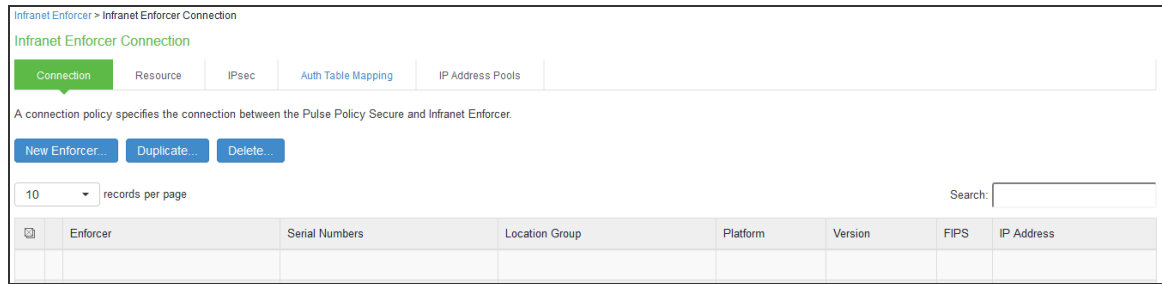 Infranet Enforcer > Infranet Enforcer Connection
Infranet Enforcer Connection
Connection Resource IPsec Auth Table Mapping IP Address Pools
A connection policy specifies the connection between the Pulse Policy Secure and Infranet Enforcer.
New Enforcer... Duplicate... Delete...
10 records per page Search:
Enforcer Serial Numbers Location Group Platform Version FIPS IP Address